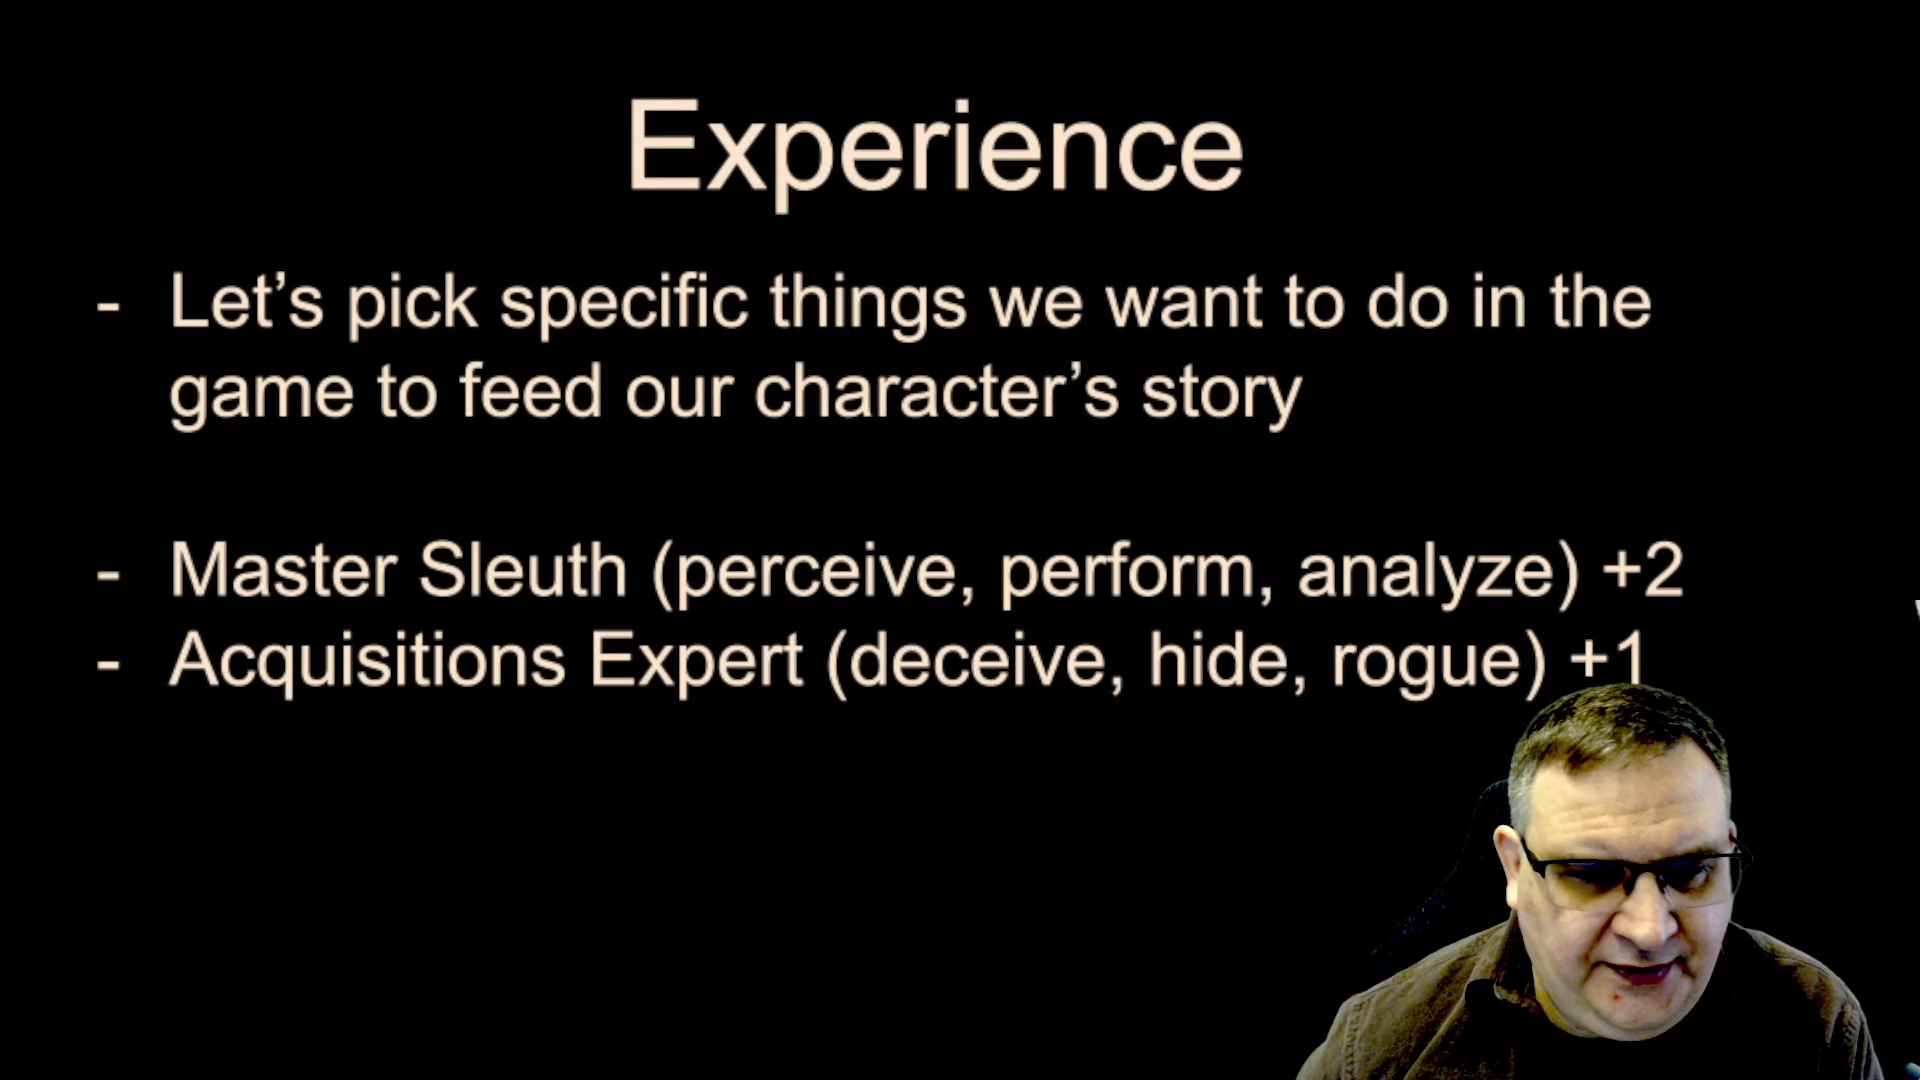 Experience
- Let’s pick specific things we want to do in the
game to feed our character’s story
- Master Sleuth (perceive, perform, analyze) +2
- Acquisitions Expert (deceive, hide, rogue) +1